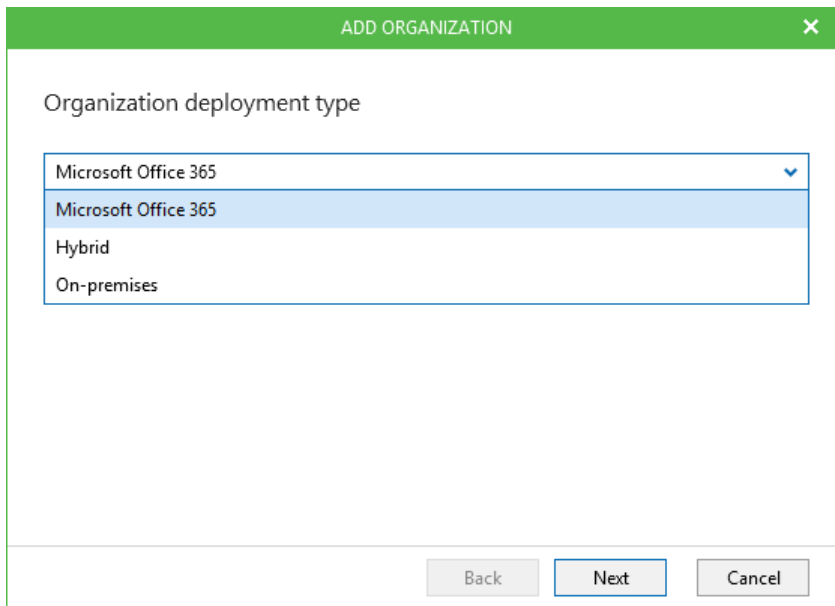 ADD ORGANIZATION
Organization deployment type
Microsoft Office 365
Microsoft Office 365
Hybrid
On-premises
Back Next Cancel